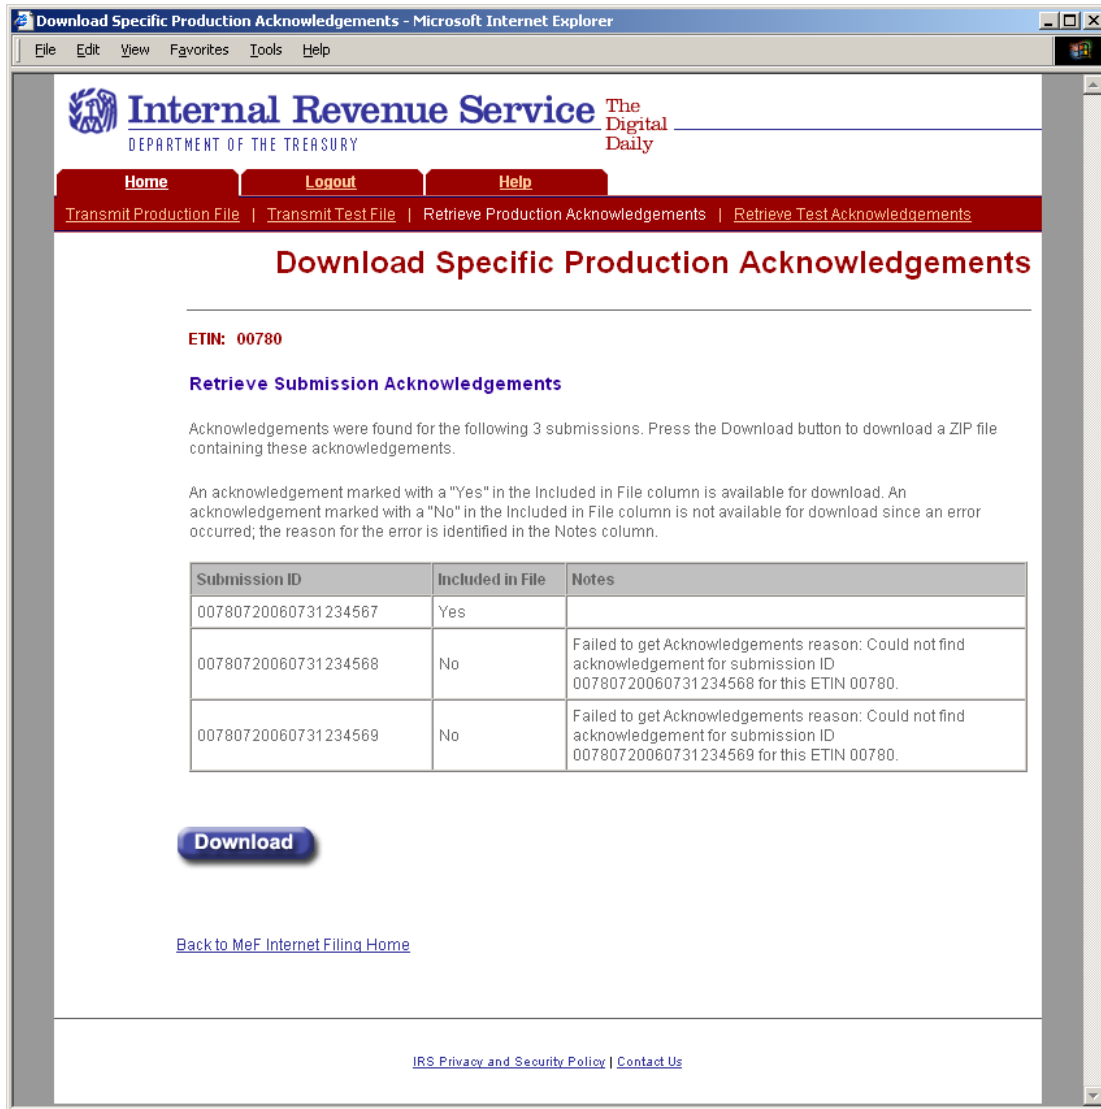 Download Specific Production Acknowledgements - Microsoft Internet Explorer
File Edit View Favorites Tools Help
Internal Revenue Service
DEPARTMENT OF THE TREASURY
The
Digital
Daily
Home Logout Help
Transmit Production File | Transmit Test File | Retrieve Production Acknowledgements | Retrieve Test Acknowledgements
Download Specific Production Acknowledgements
ETIN: 00780
Retrieve Submission Acknowledgements
Acknowledgements were found for the following 3 submissions. Press the Download button to download a ZIP file
containing these acknowledgements.
An acknowledgement marked with a "Yes" in the Included in File column is available for download. An
acknowledgement marked with a "No" in the Included in File column is not available for download since an error
occurred; the reason for the error is identified in the Notes column.
Submission ID Included in File Notes
00780720060731234567 Yes
00780720060731234568 No
Failed to get Acknowledgements reason: Could not find
acknowledgement for submission ID
00780720060731234568 for this ETIN 00780.
00780720060731234569 No
Failed to get Acknowledgements reason: Could not find
acknowledgement for submission ID
00780720060731234569 for this ETIN 00780.
Download
Back to MeF Internet Filing Home
IRS Privacy and Security Policy | Contact Us